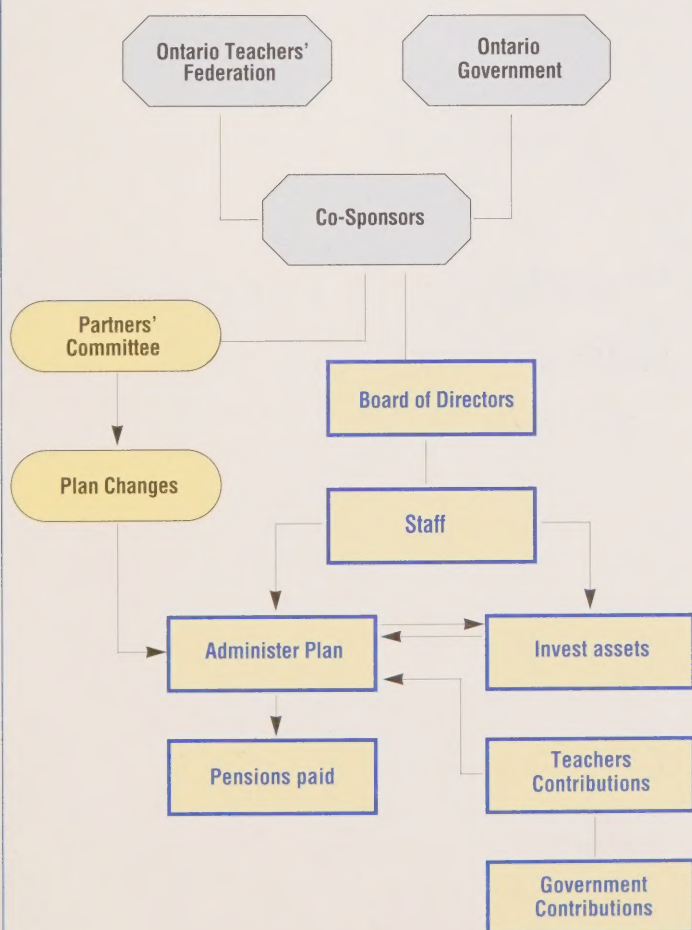 Ontario Teachers'
Federation
Ontario
Government
Co-Sponsors
Partners'
Committee
Board of Directors
Plan Changes
Staff
Administer Plan
Invest assets
Pensions paid
Teachers
Contributions
Government
Contributions